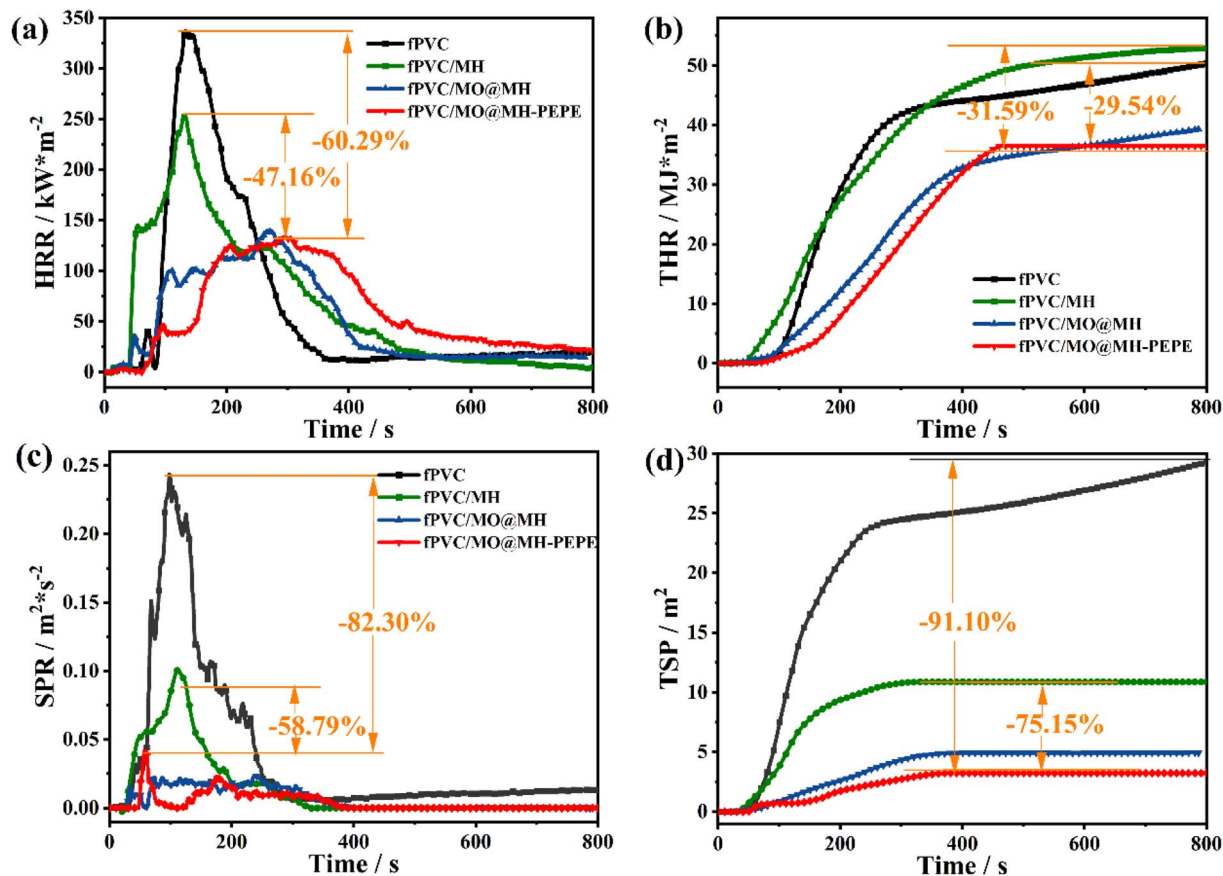 (a)
350
300
250
200
150
100
50
0
HRR / kW*m-2
fPVC
fPVC/MH
fPVC/MO@MH
fPVC/MO@MH-PEPE
-60.29%
-47.16%
0 200 400 600 800
Time / s
(b)
50
40
30
20
10
0
THR / MJ*m-2
-31.59%
-29.54%
fPVC
fPVC/MH
fPVC/MO@MH
fPVC/MO@MH-PEPE
0 200 400 600 800
Time / s
(c)
0.25
0.20
0.15
0.10
0.05
0.00
SPR / m2*s-2
fPVC
fPVC/MH
fPVC/MO@MH
fPVC/MO@MH-PEPE
-82.30%
-58.79%
0 200 400 600 800
Time / s
(d)
30
25
20
15
10
5
0
TSP / m2
-91.10%
-75.15%
0 200 400 600 800
Time / s